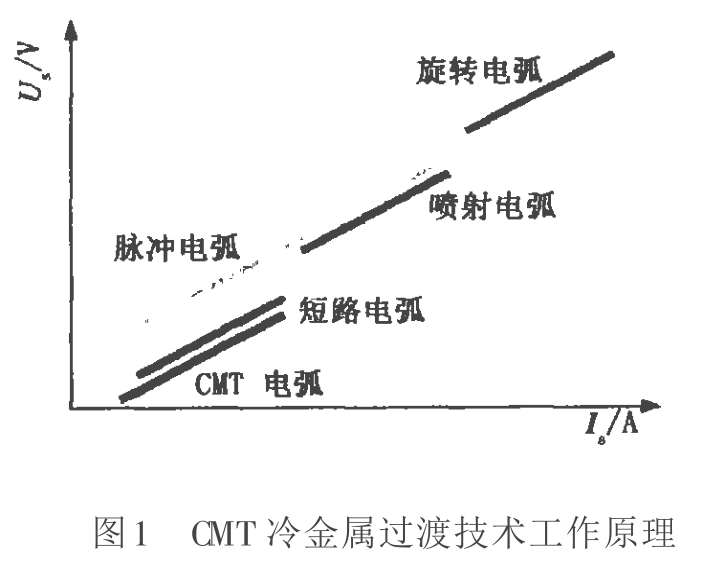 U_s/V
旋转电弧
喷射电弧
脉冲电弧
短路电弧
CMT 电弧
I_s/A
图1 CMT冷金属过渡技术工作原理